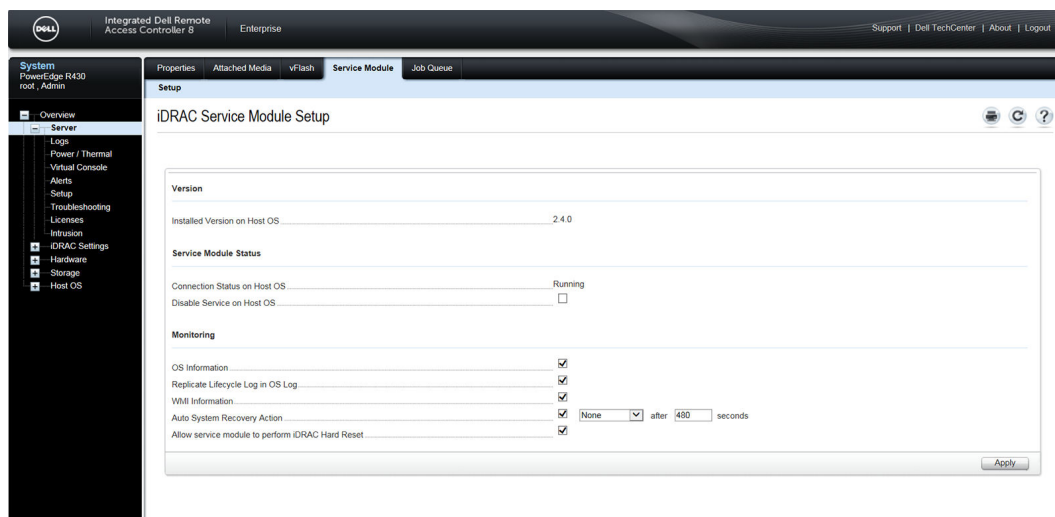 DELL
Integrated Dell Remote
Access Controller 8
Enterprise
Support | Dell TechCenter | About | Logout
System
PowerEdge R430
root , Admin
Properties Attached Media vFlash Service Module Job Queue
Setup
Overview
Server
Logs
Power / Thermal
Virtual Console
Alerts
Setup
Troubleshooting
Licenses
Intrusion
iDRAC Settings
Hardware
Storage
Host OS
iDRAC Service Module Setup
Version
Installed Version on Host OS 2.4.0
Service Module Status
Connection Status on Host OS Running
Disable Service on Host OS
Monitoring
OS Information
Replicate Lifecycle Log in OS Log
WMI Information
Auto System Recovery Action None after 480 seconds
Allow service module to perform iDRAC Hard Reset
Apply